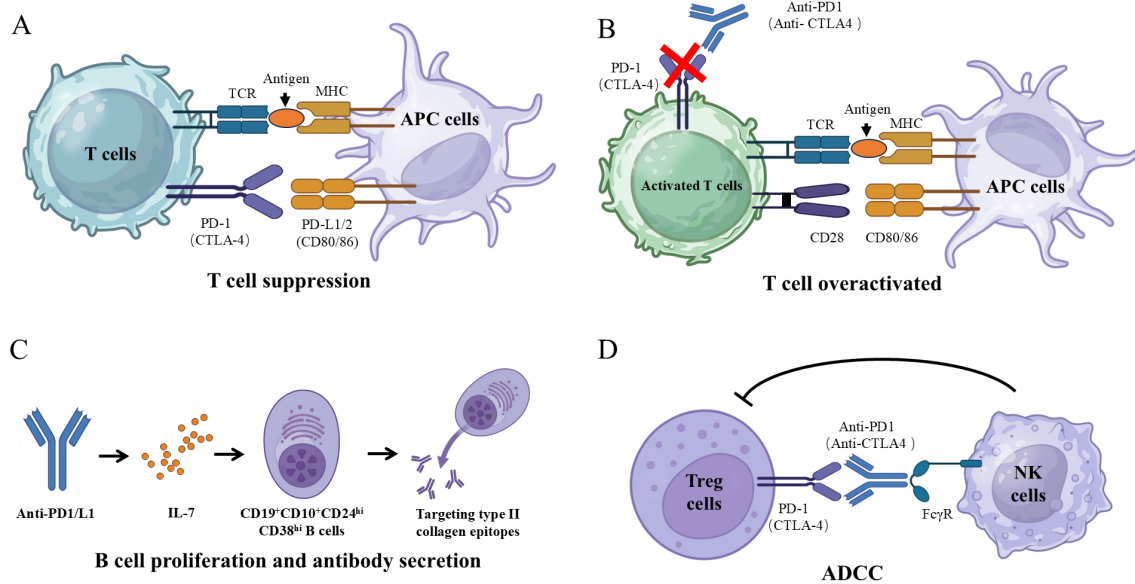 A
Antigen
TCR
MHC
T cells
APC cells
PD-1
(CTLA-4)
PD-L1/2
(CD80/86)
T cell suppression
B
Anti-PD1
(Anti- CTLA4)
PD-1
(CTLA-4)
Antigen
TCR
MHC
Activated T cells
APC cells
CD28
CD80/86
T cell overactivated
C
Anti-PD1/L1
IL-7
CD19⁺CD10⁺CD24ʰⁱ
CD38ʰⁱ B cells
Targeting type II
collagen epitopes
B cell proliferation and antibody secretion
D
Anti-PD1
(Anti-CTLA4)
Treg
cells
NK
cells
PD-1
(CTLA-4)
FcγR
ADCC